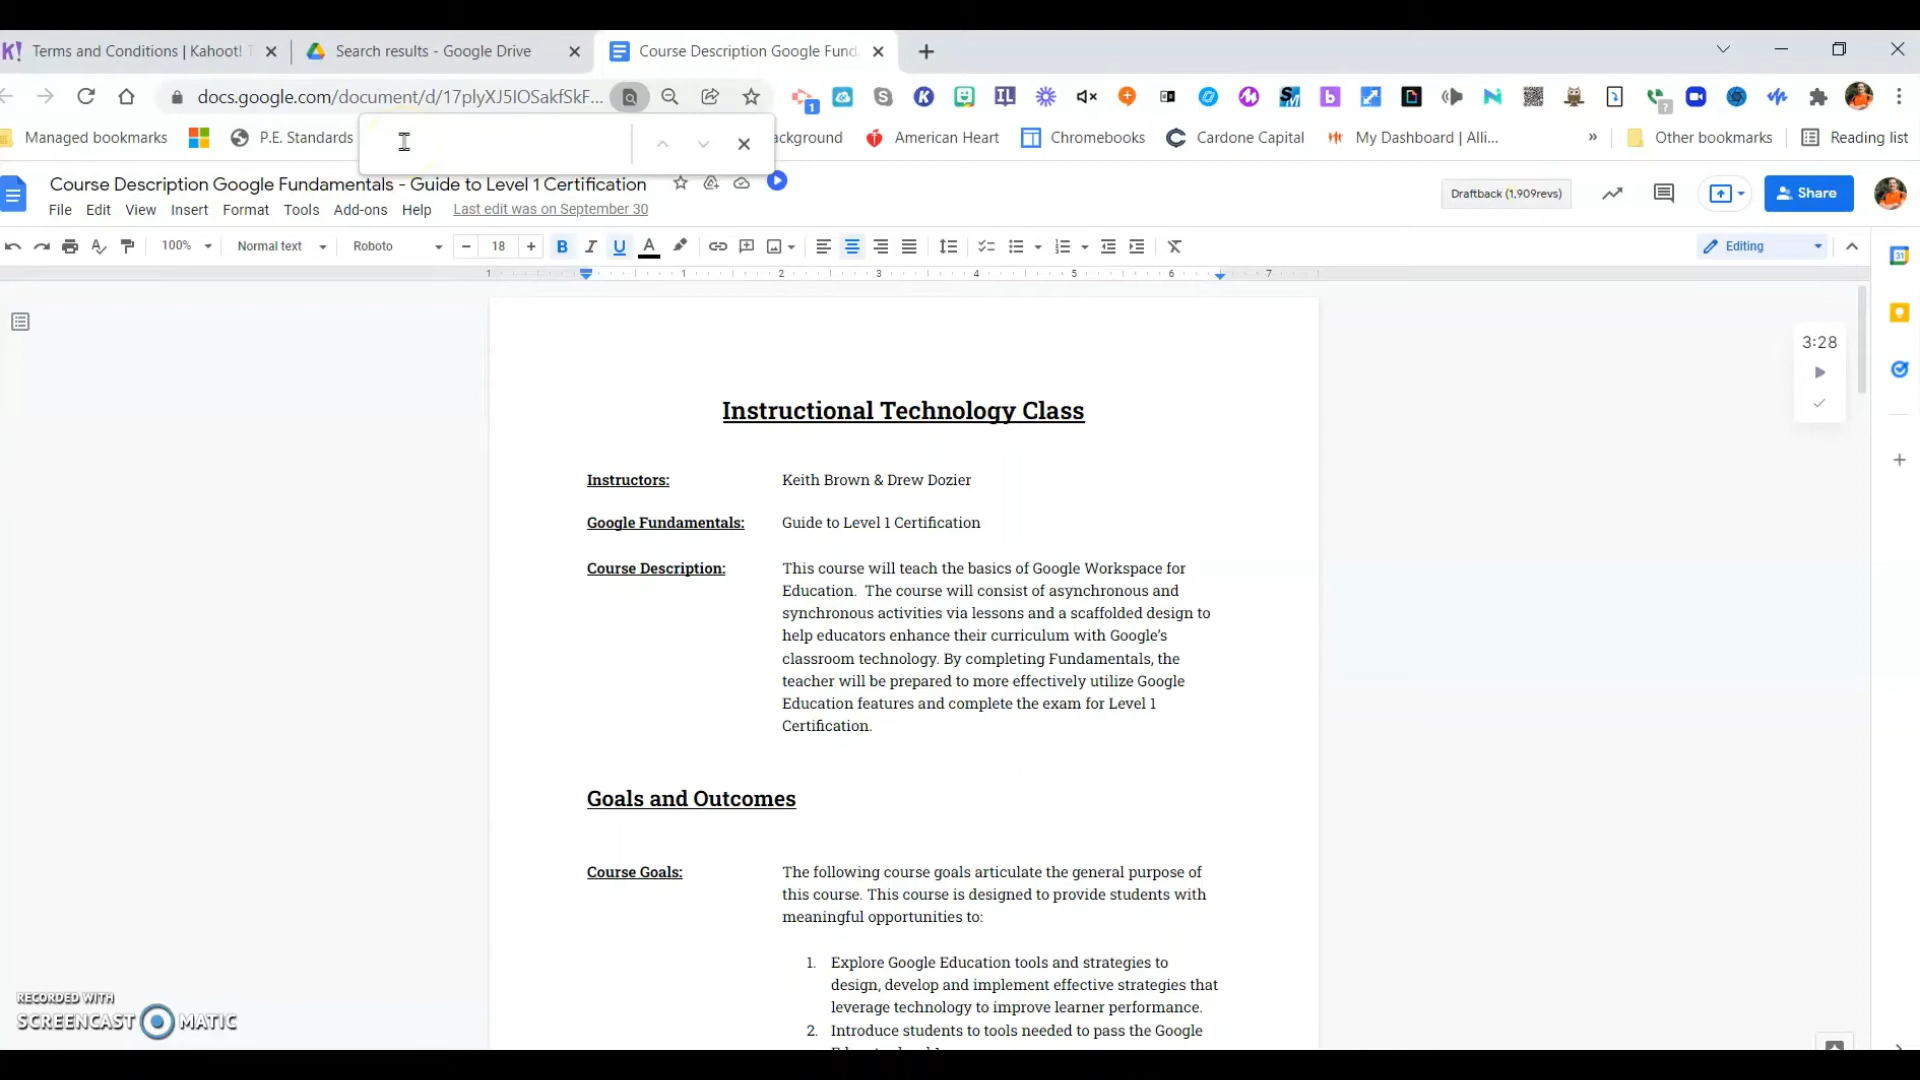 Terms and Conditions | Kahoot!
Search results - Google Drive
Course Description Google Fund
docs.google.com/document/d/17plyXJ5IOSakfSkF...
Managed bookmarks
P.E. Standards
ackground
American Heart
Chromebooks
Cardone Capital
My Dashboard | Alli...
»
Other bookmarks
Reading list
Course Description Google Fundamentals - Guide to Level 1 Certification
Draftback (1,909revs)
Share
File Edit View Insert Format Tools Add-ons Help Last edit was on September 30
100% Normal text Roboto 18 B I U A Editing
1 1 2 3 4 5 6 7
3:28
Instructional Technology Class
Instructors: Keith Brown & Drew Dozier
Google Fundamentals: Guide to Level 1 Certification
Course Description: This course will teach the basics of Google Workspace for
Education. The course will consist of asynchronous and
synchronous activities via lessons and a scaffolded design to
help educators enhance their curriculum with Google's
classroom technology. By completing Fundamentals, the
teacher will be prepared to more effectively utilize Google
Education features and complete the exam for Level 1
Certification.
Goals and Outcomes
Course Goals: The following course goals articulate the general purpose of
this course. This course is designed to provide students with
meaningful opportunities to:
1. Explore Google Education tools and strategies to
design, develop and implement effective strategies that
leverage technology to improve learner performance.
2. Introduce students to tools needed to pass the Google
RECORDED WITH
SCREENCAST MATIC